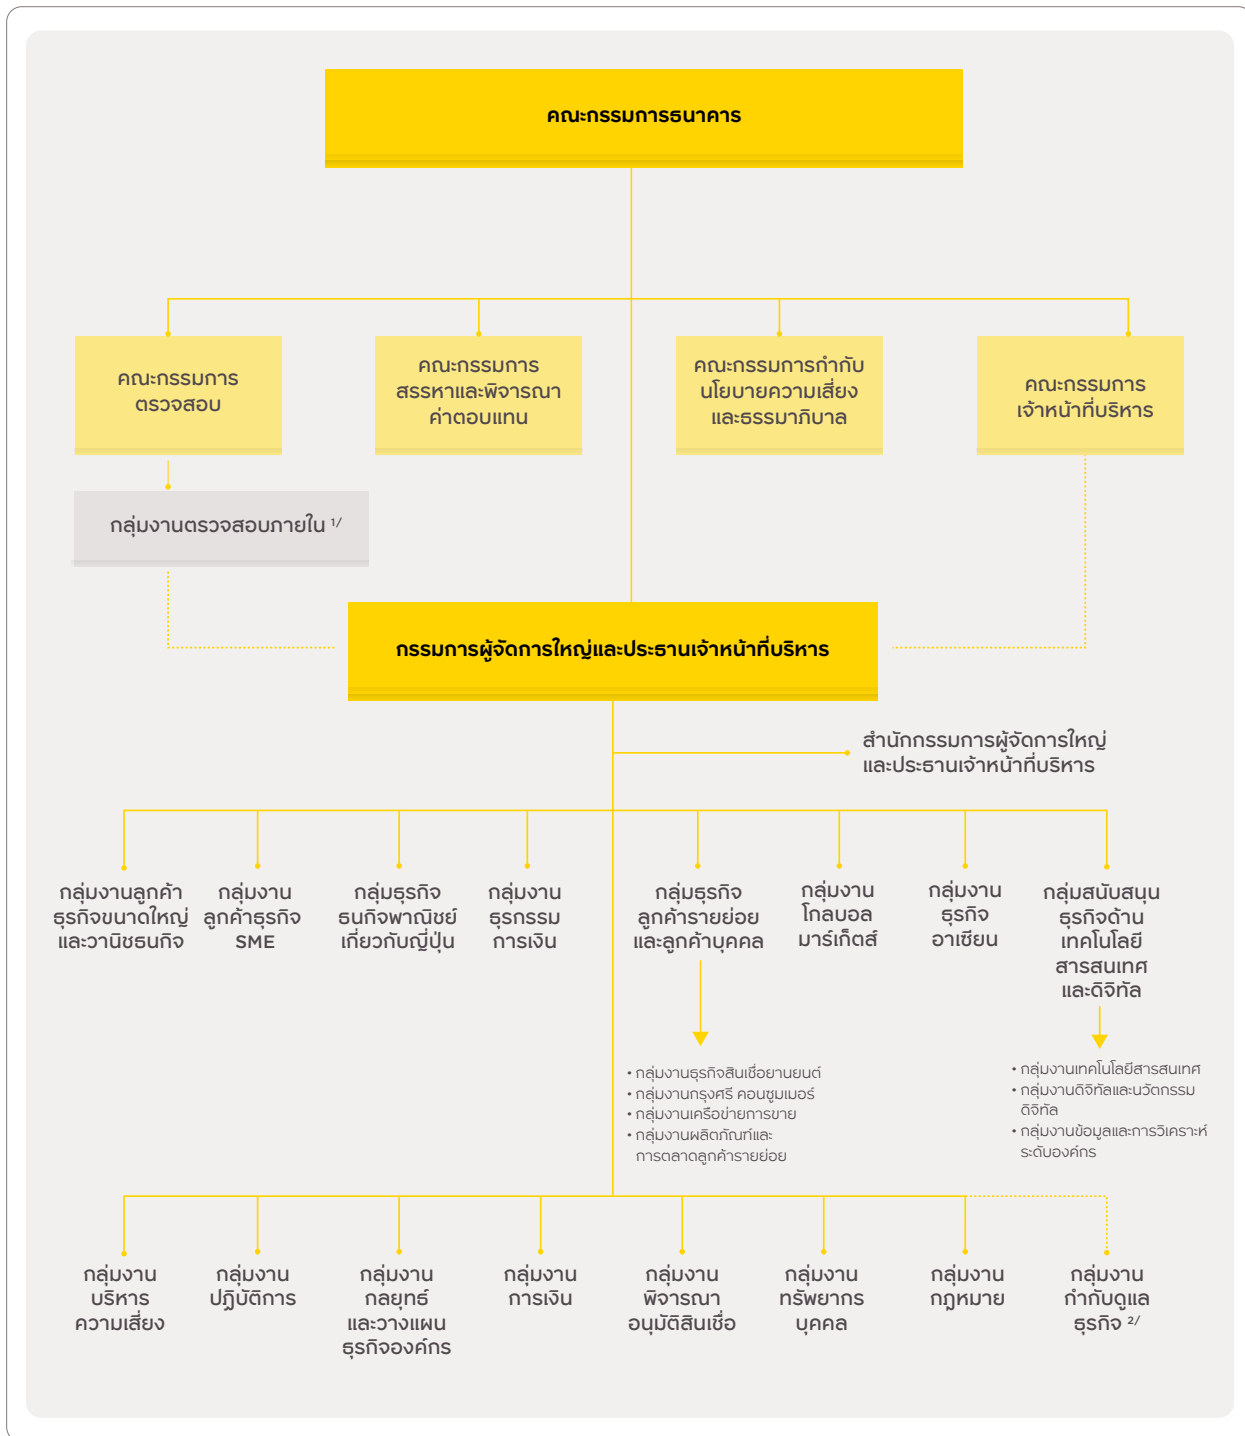 คณะกรรมการธนาคาร
คณะกรรมการ
ตรวจสอบ
คณะกรรมการ
สรรหาและพิจารณา
ค่าตอบแทน
คณะกรรมการกำกับ
นโยบายความเสี่ยง
และธรรมาภิบาล
คณะกรรมการ
เจ้าหน้าที่บริหาร
กลุ่มงานตรวจสอบภายใน 1/
กรรมการผู้จัดการใหญ่และประธานเจ้าหน้าที่บริหาร
สำนักกรรมการผู้จัดการใหญ่
และประธานเจ้าหน้าที่บริหาร
กลุ่มงานลูกค้า
ธุรกิจขนาดใหญ่
และวานิชธนกิจ
กลุ่มงาน
ลูกค้าธุรกิจ
SME
กลุ่มธุรกิจ
ธนกิจพาณิชย์
เกี่ยวกับญี่ปุ่น
กลุ่มงาน
ธุรกรรม
การเงิน
กลุ่มธุรกิจ
ลูกค้ารายย่อย
และลูกค้าบุคคล
กลุ่มงาน
โกลบอล
มาร์เก็ตส์
กลุ่มงาน
ธุรกิจ
อาเซียน
กลุ่มสนับสนุน
ธุรกิจด้าน
เทคโนโลยี
สารสนเทศ
และดิจิทัล
• กลุ่มงานธุรกิจสินเชื่อยานยนต์
• กลุ่มงานกรุงศรี คอนซูมเมอร์
• กลุ่มงานเครือข่ายการขาย
• กลุ่มงานผลิตภัณฑ์และ
การตลาดลูกค้ารายย่อย
• กลุ่มงานเทคโนโลยีสารสนเทศ
• กลุ่มงานดิจิทัลและนวัตกรรม
ดิจิทัล
• กลุ่มงานข้อมูลและการวิเคราะห์
ระดับองค์กร
กลุ่มงาน
บริหาร
ความเสี่ยง
กลุ่มงาน
ปฏิบัติการ
กลุ่มงาน
กลยุทธ์
และวางแผน
ธุรกิจองค์กร
กลุ่มงาน
การเงิน
กลุ่มงาน
พิจารณา
อนุมัติสินเชื่อ
กลุ่มงาน
ทรัพยากร
บุคคล
กลุ่มงาน
กฎหมาย
กลุ่มงาน
กำกับดูแล
ธุรกิจ 2/